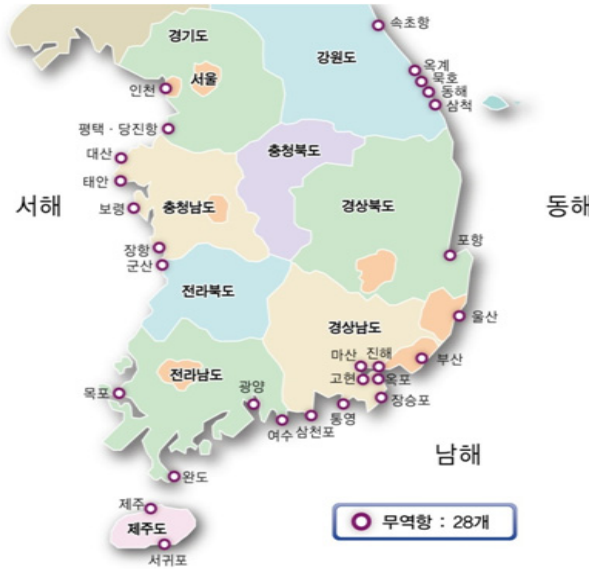 속초항
경기도
강원도
옥계
묵호
동해
삼척
서울
인천
평택 · 당진항
충청북도
대산
태안
서해
보령
충청남도
경상북도
동해
장항
군산
포항
전라북도
울산
경상남도
마산
진해
부산
고현
옥포
전라남도
목포
광양
장승포
여수
삼천포
통영
남해
완도
제주
제주도
서귀포
무역항 : 28개